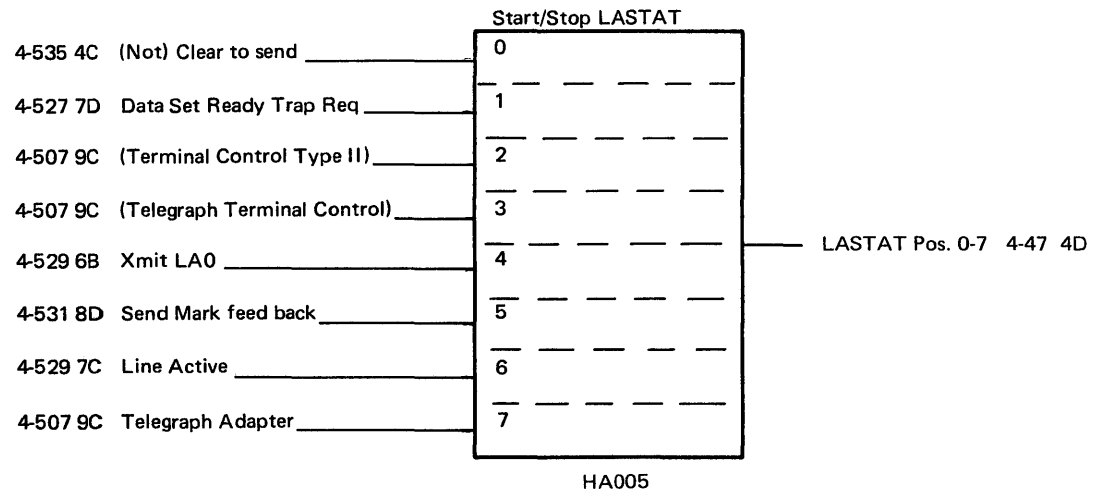 Start/Stop LASTAT
4-535 4C (Not) Clear to send
0
4-527 7D Data Set Ready Trap Req
1
4-507 9C (Terminal Control Type II)
2
4-507 9C (Telegraph Terminal Control)
3
LASTAT Pos. 0-7 4-47 4D
4-529 6B Xmit LA0
4
4-531 8D Send Mark feed back
5
4-529 7C Line Active
6
4-507 9C Telegraph Adapter
7
HA005